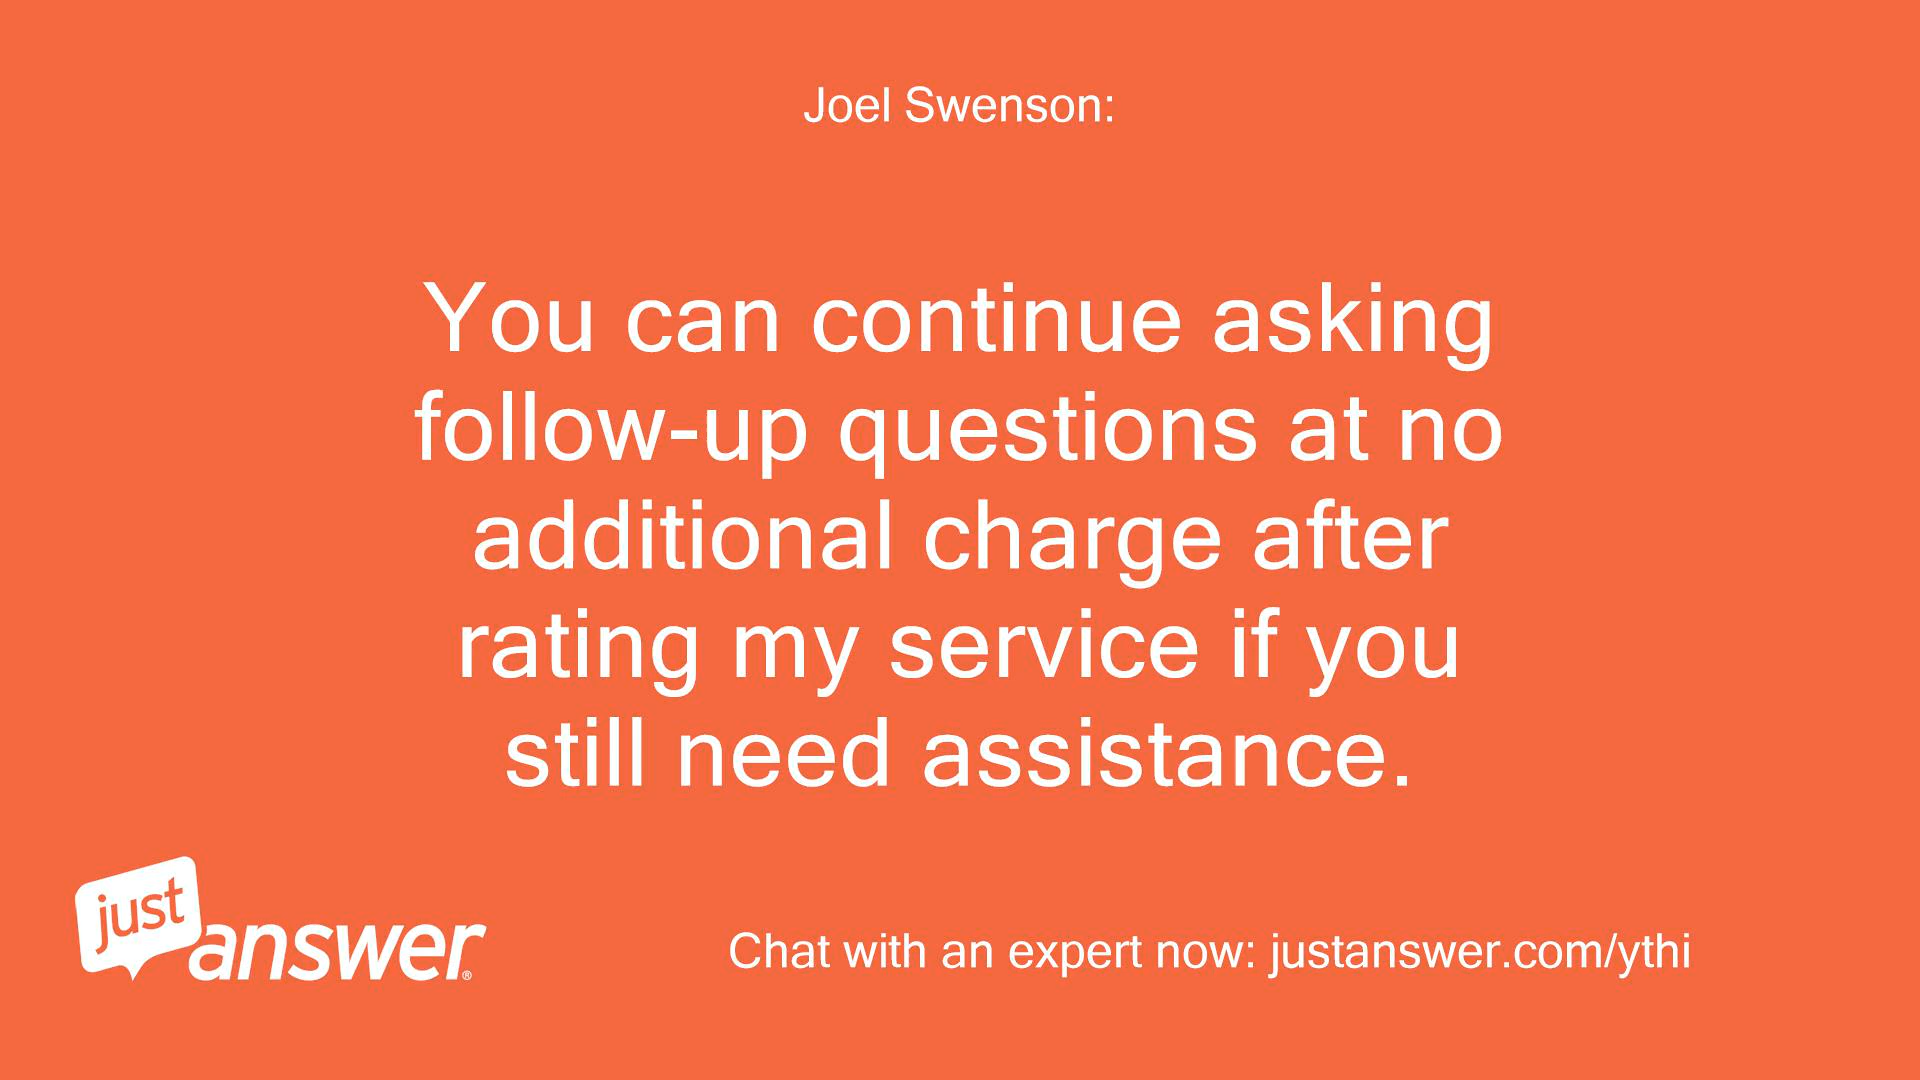 Joel Swenson:
You can continue asking
follow-up questions at no
additional charge after
rating my service if you
still need assistance.
just
answer®
Chat with an expert now: justanswer.com/ythi